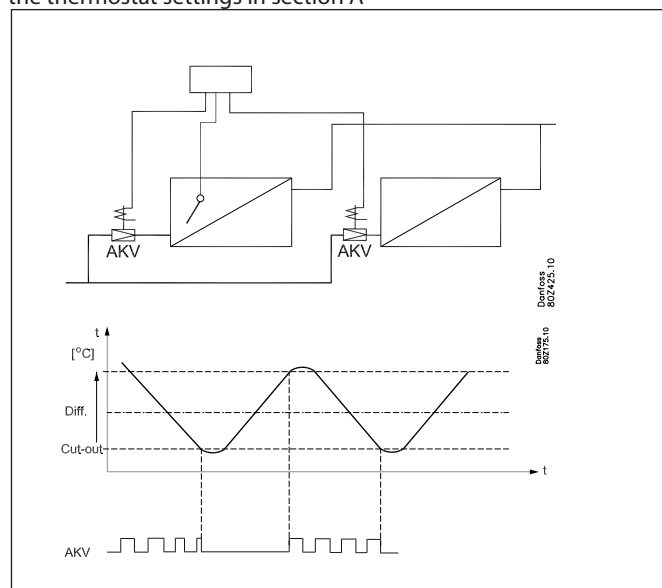 the thermostat settings in section A
AKV
AKV
Danfoss
80Z425.10
t
[°C]
Danfoss
80Z175.10
Diff.
Cut-out
t
AKV